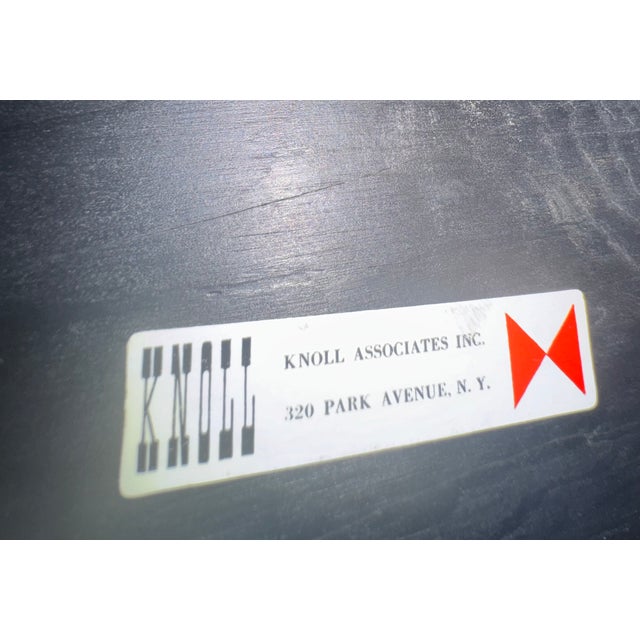 KNOLL
KNOLL ASSOCIATES INC.
320 PARK AVENUE, N. Y.